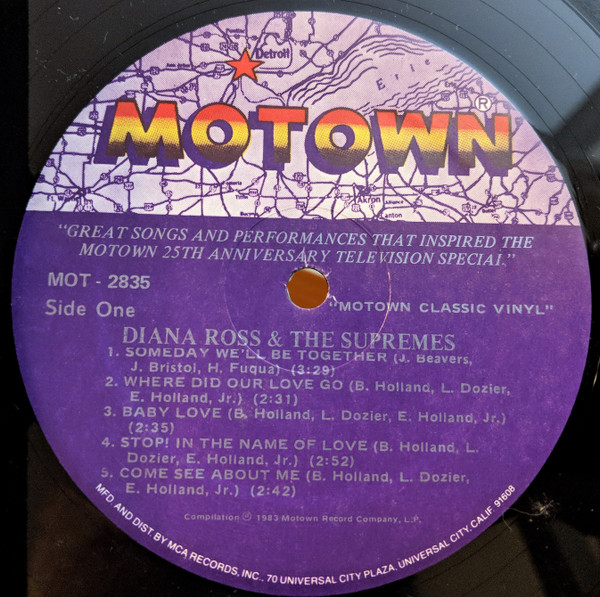 Detroit
Erie
MOTOWN®
Akron
"GREAT SONGS AND PERFORMANCES THAT INSPIRED THE
MOTOWN 25TH ANNIVERSARY TELEVISION SPECIAL."
MOT - 2835
Side One
"MOTOWN CLASSIC VINYL"
DIANA ROSS & THE SUPREMES
1. SOMEDAY WE'LL BE TOGETHER (J. Beavers,
J. Bristol, H. Fuqua) (3:29)
2. WHERE DID OUR LOVE GO (B. Holland, L. Dozier,
E. Holland, Jr.) (2:31)
3. BABY LOVE (B. Holland, L. Dozier, E. Holland, Jr.)
(2:35)
4. STOP! IN THE NAME OF LOVE (B. Holland, L.
Dozier, E. Holland, Jr.) (2:52)
5. COME SEE ABOUT ME (B. Holland, L. Dozier,
E. Holland, Jr.) (2:42)
Compilation ℗ 1983 Motown Record Company, L.P.
MFD. AND DIST. BY MCA RECORDS, INC., 70 UNIVERSAL CITY PLAZA, UNIVERSAL CITY, CALIF. 91608